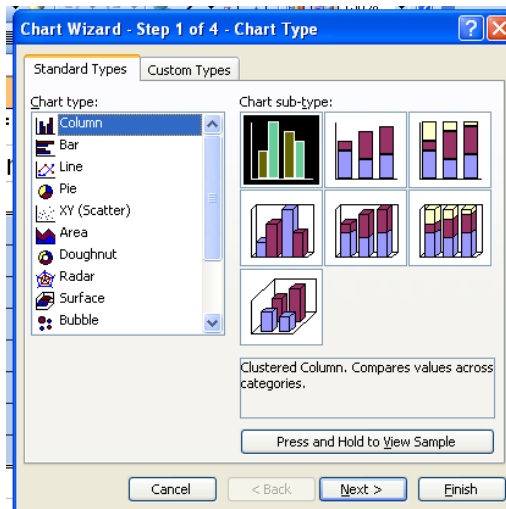 Chart Wizard - Step 1 of 4 - Chart Type
Standard Types
Custom Types
Chart type:
Column
Bar
Line
Pie
XY (Scatter)
Area
Doughnut
Radar
Surface
Bubble
Chart sub-type:
Clustered Column. Compares values across
categories.
Press and Hold to View Sample
Cancel
< Back
Next >
Finish